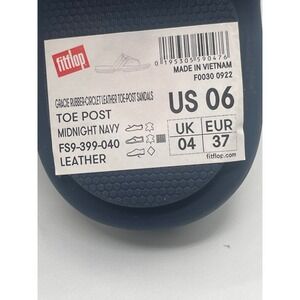 fitflop
0195305590476
MADE IN VIETNAM
F0030 0922
GRACIE RUBBER-CIRCLET LEATHER TOE-POST SANDALS
TOE POST
MIDNIGHT NAVY
FS9-399-040
LEATHER
US 06
UK EUR
04 37
fitflop.com